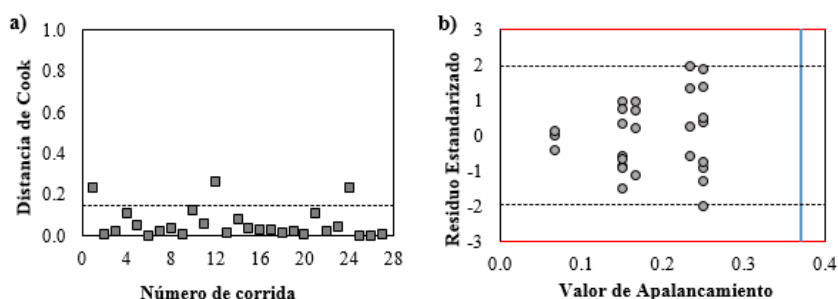 a)
1.0
0.8
0.6
0.4
0.2
0.0
Distancia de Cook
0 4 8 12 16 20 24 28
Número de corrida
b)
3
2
1
0
-1
-2
-3
Residuo Estandarizado
0.0 0.1 0.2 0.3 0.4
Valor de Apalancamiento